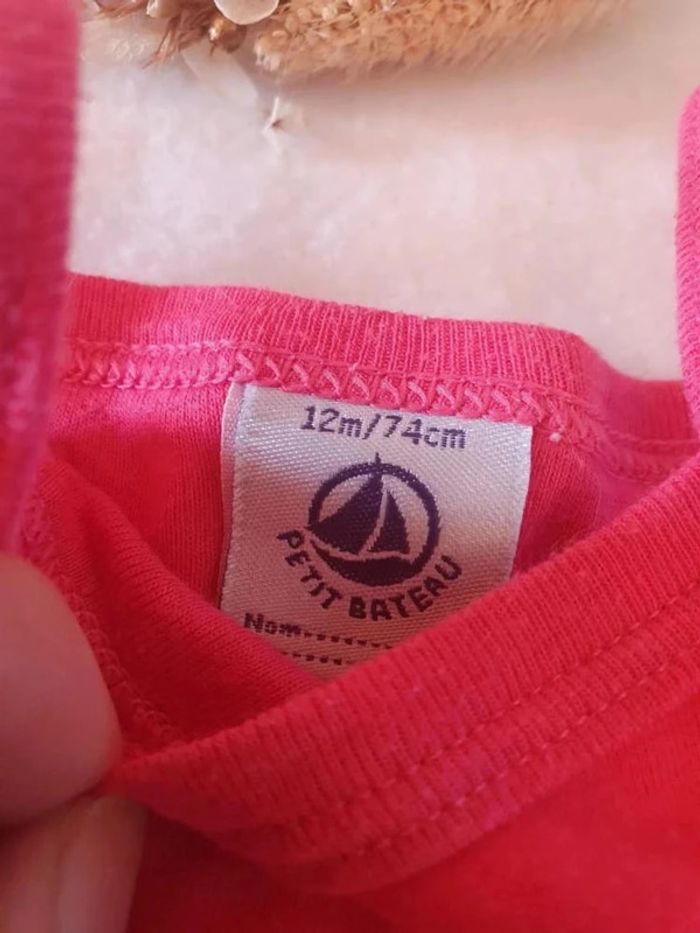 12m/74cm
PETIT BATEAU
Nom........